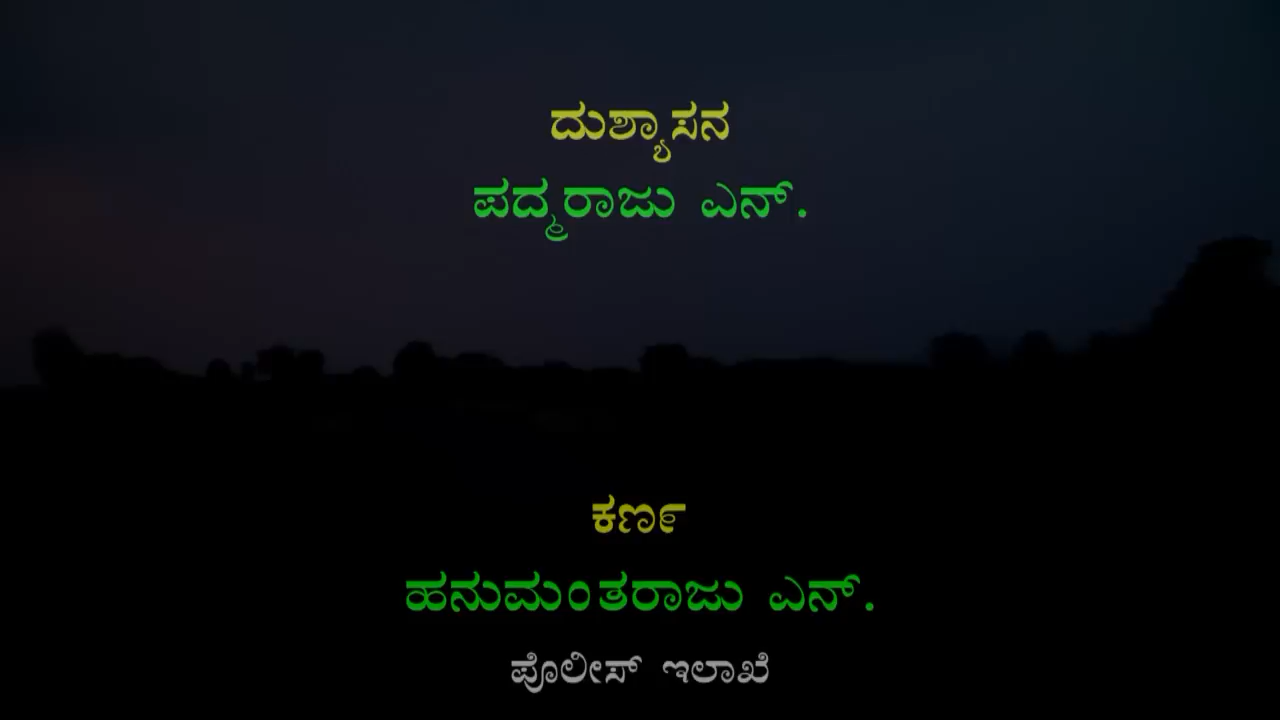 ದುಶ್ಯಾಸನ
ಪದ್ಮರಾಜು ಎನ್.
ಕರ್ಣ
ಹನುಮಂತರಾಜು ಎನ್.
ಪೊಲೀಸ್ ಇಲಾಖೆ